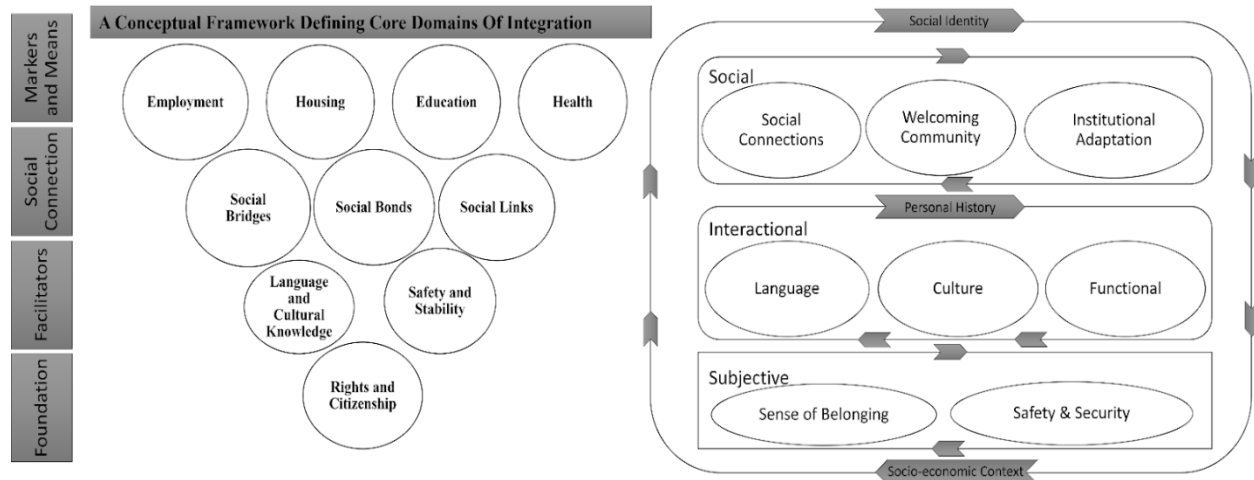 A Conceptual Framework Defining Core Domains Of Integration
Markers
and Means
Employment
Housing
Education
Health
Social
Connection
Social
Bridges
Social Bonds
Social Links
Facilitators
Language
and
Cultural
Knowledge
Safety and
Stability
Foundation
Rights and
Citizenship
Social Identity
Social
Social
Connections
Welcoming
Community
Institutional
Adaptation
Personal History
Interactional
Language
Culture
Functional
Subjective
Sense of Belonging
Safety & Security
Socio-economic Context